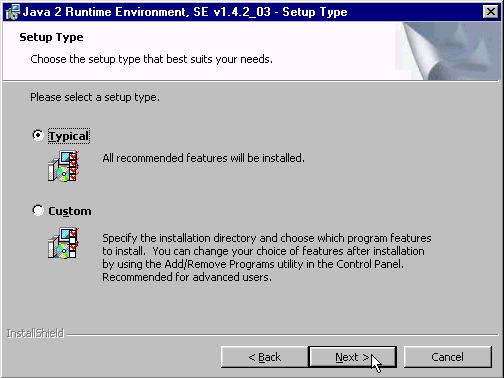 Java 2 Runtime Environment, SE v1.4.2_03 - Setup Type
Setup Type
Choose the setup type that best suits your needs.
Please select a setup type.
Typical
All recommended features will be installed.
Custom
Specify the installation directory and choose which program features
to install. You can change your choice of features after installation
by using the Add/Remove Programs utility in the Control Panel.
Recommended for advanced users.
InstallShield
< Back
Next >
Cancel